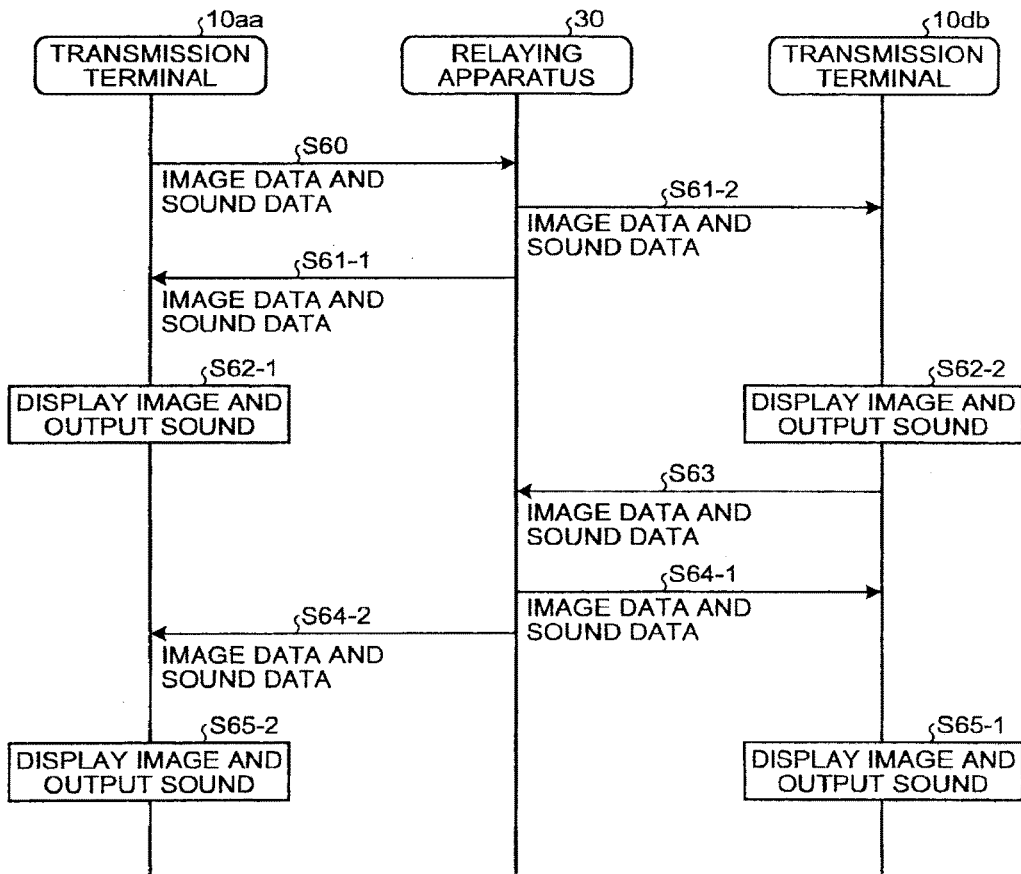 10aa
30
10db
TRANSMISSION
TERMINAL
RELAYING
APPARATUS
TRANSMISSION
TERMINAL
S60
IMAGE DATA AND
SOUND DATA
S61-2
IMAGE DATA AND
SOUND DATA
S61-1
IMAGE DATA AND
SOUND DATA
S62-1
DISPLAY IMAGE AND
OUTPUT SOUND
S62-2
DISPLAY IMAGE AND
OUTPUT SOUND
S63
IMAGE DATA AND
SOUND DATA
S64-1
IMAGE DATA AND
SOUND DATA
S64-2
IMAGE DATA AND
SOUND DATA
S65-2
DISPLAY IMAGE AND
OUTPUT SOUND
S65-1
DISPLAY IMAGE AND
OUTPUT SOUND